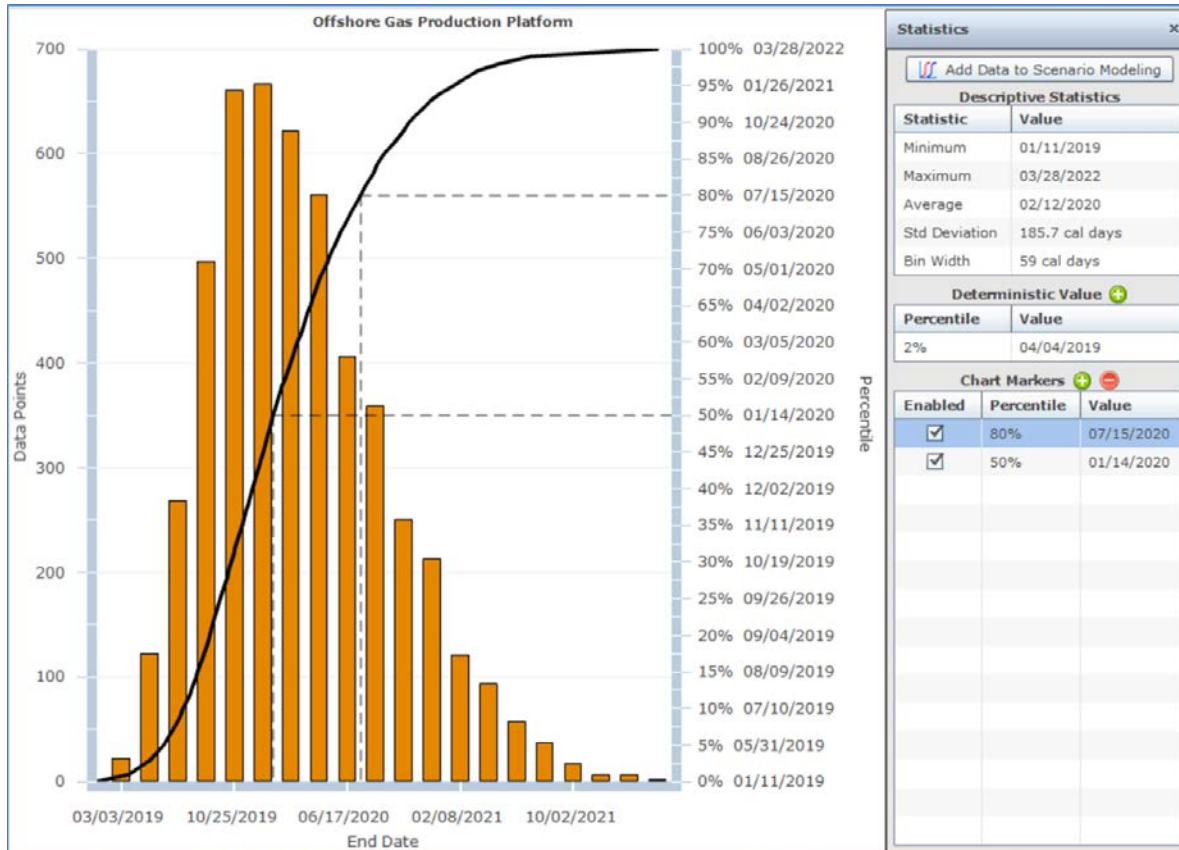 Offshore Gas Production Platform
700
600
500
400
300
200
100
0
Data Points
100% 03/28/2022
95% 01/26/2021
90% 10/24/2020
85% 08/26/2020
80% 07/15/2020
75% 06/03/2020
70% 05/01/2020
65% 04/02/2020
60% 03/05/2020
55% 02/09/2020
50% 01/14/2020
45% 12/25/2019
40% 12/02/2019
35% 11/11/2019
30% 10/19/2019
25% 09/26/2019
20% 09/04/2019
15% 08/09/2019
10% 07/10/2019
5% 05/31/2019
0% 01/11/2019
Percentile
03/03/2019 10/25/2019 06/17/2020 02/08/2021 10/02/2021
End Date
Statistics
Add Data to Scenario Modeling
Descriptive Statistics
Statistic Value
Minimum 01/11/2019
Maximum 03/28/2022
Average 02/12/2020
Std Deviation 185.7 cal days
Bin Width 59 cal days
Deterministic Value
Percentile Value
2% 04/04/2019
Chart Markers
Enabled Percentile Value
80% 07/15/2020
50% 01/14/2020